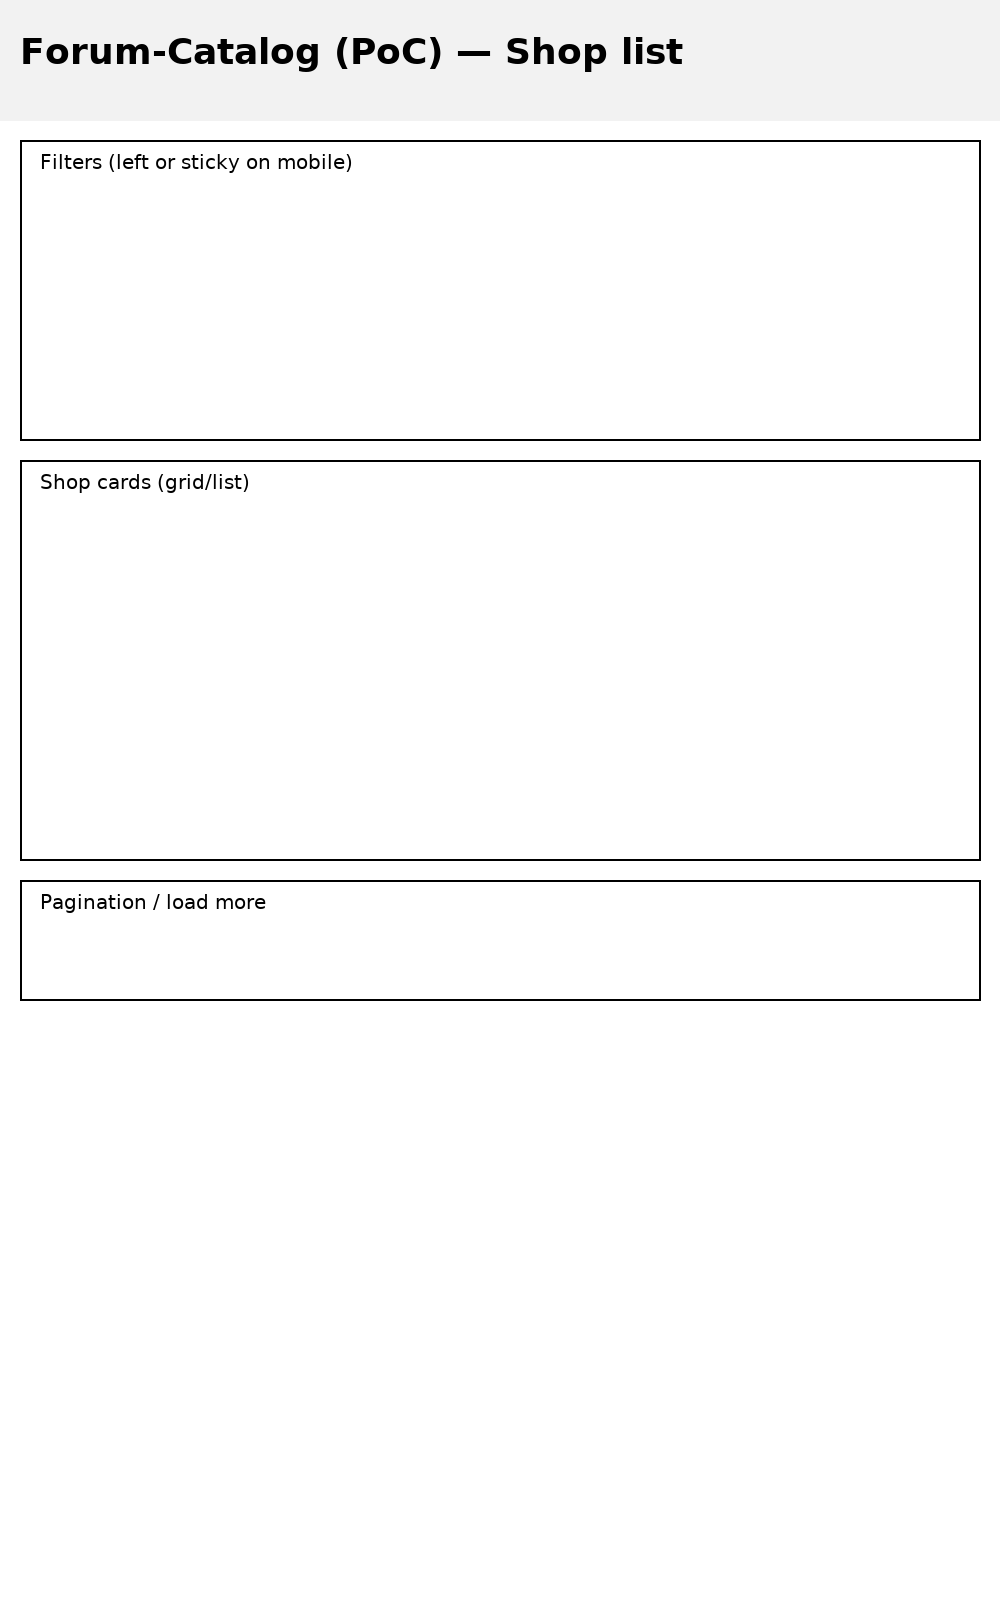 Forum-Catalog (PoC) — Shop list
Filters (left or sticky on mobile)
Shop cards (grid/list)
Pagination / load more